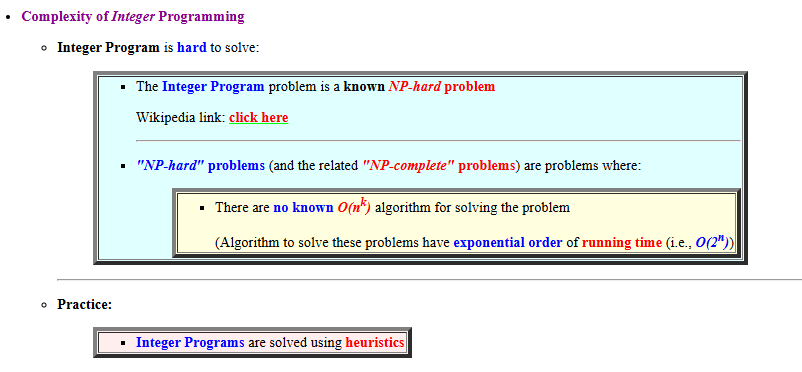 Complexity of Integer Programming
Integer Program is hard to solve:
The Integer Program problem is a known NP-hard problem
Wikipedia link: click here
"NP-hard" problems (and the related "NP-complete" problems) are problems where:
There are no known O(n^k) algorithm for solving the problem
(Algorithm to solve these problems have exponential order of running time (i.e., O(2^n))
Practice:
Integer Programs are solved using heuristics